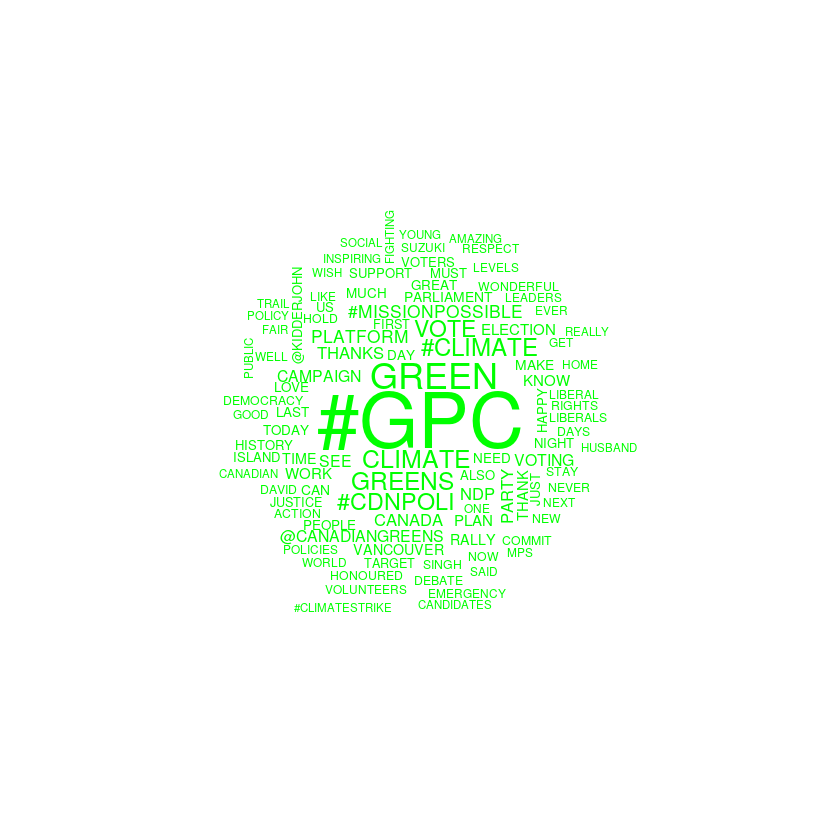 FIGHTING
YOUNG
AMAZING
SOCIAL
SUZUKI
RESPECT
INSPIRING
VOTERS
LEVELS
WISH
SUPPORT
MUST
@KIDDERJOHN
GREAT
WONDERFUL
LIKE
MUCH
PARLIAMENT
LEADERS
TRAIL
US
#MISSIONPOSSIBLE
EVER
POLICY
HOLD
FIRST
VOTE
ELECTION
REALLY
FAIR
PLATFORM
#CLIMATE
GET
PUBLIC
WELL
THANKS
DAY
MAKE
HOME
CAMPAIGN
GREEN
KNOW
LOVE
LIBERAL
DEMOCRACY
HAPPY
RIGHTS
GOOD
LAST
#GPC
LIBERALS
TODAY
DAYS
HISTORY
NIGHT
HUSBAND
ISLAND
TIME
SEE
CLIMATE
NEED
VOTING
CANADIAN
WORK
GREENS
ALSO
STAY
DAVID
CAN
NDP
PARTY
THANK
JUST
NEVER
JUSTICE
#CDNPOLI
ONE
NEXT
ACTION
PEOPLE
CANADA
PLAN
NEW
@CANADIANGREENS
RALLY
COMMIT
POLICIES
VANCOUVER
NOW
MPS
WORLD
TARGET
SINGH
SAID
HONOURED
DEBATE
VOLUNTEERS
EMERGENCY
#CLIMATESTRIKE
CANDIDATES